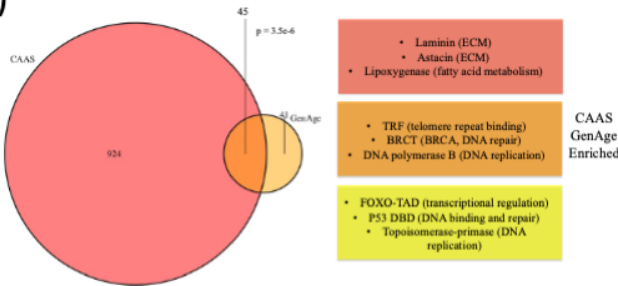 )
45
p = 3.5e-6
CAAS
GenAge
924
• Laminin (ECM)
• Astacin (ECM)
• Lipoxygenase (fatty acid metabolism)
• TRF (telomere repeat binding)
• BRCT (BRCA, DNA repair)
• DNA polymerase B (DNA replication)
CAAS
GenAge
Enriched
• FOXO-TAD (transcriptional regulation)
• P53 DBD (DNA binding and repair)
• Topoisomerase-primase (DNA
replication)